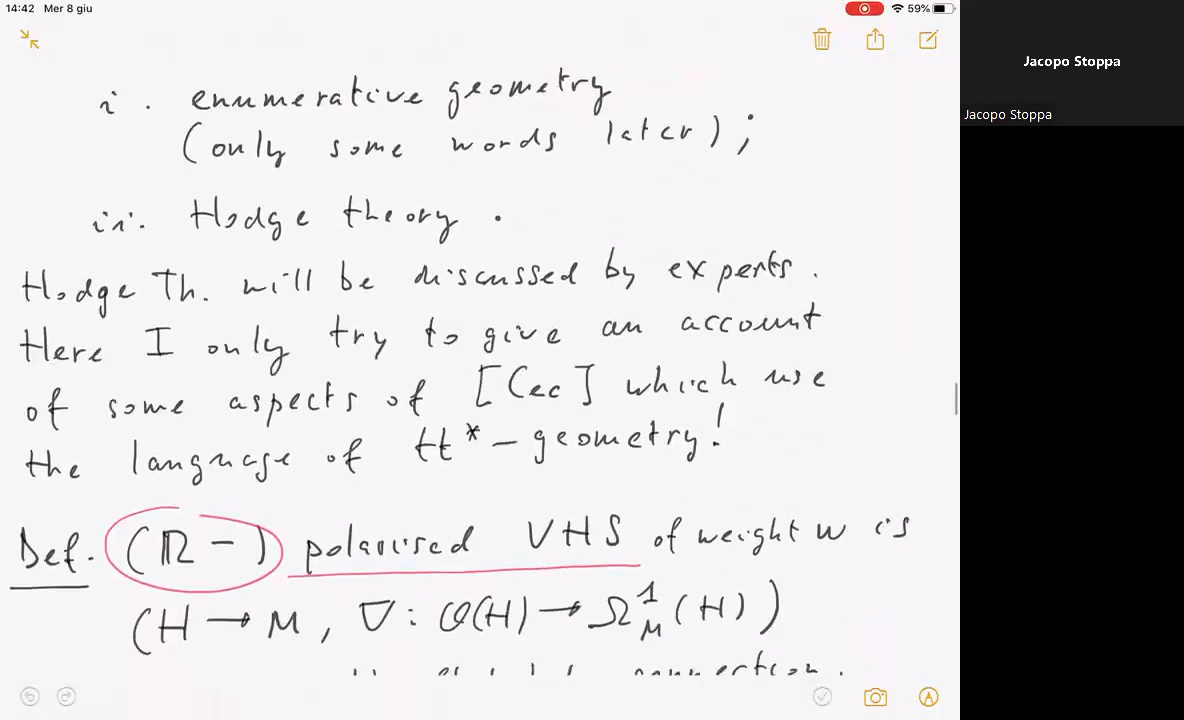 14:42 Mer 8 giu
59%
Jacopo Stoppa
Jacopo Stoppa
i. enumerative geometry
(only some words later);
ii. Hodge theory.
Hodge Th. will be discussed by experts.
Here I only try to give an account
of some aspects of [Cec] which use
the language of tt*-geometry!
Def. (R-) polarised VHS of weight w is
(H → M, ∇: O(H) → Ω¹_M (H))
connection.